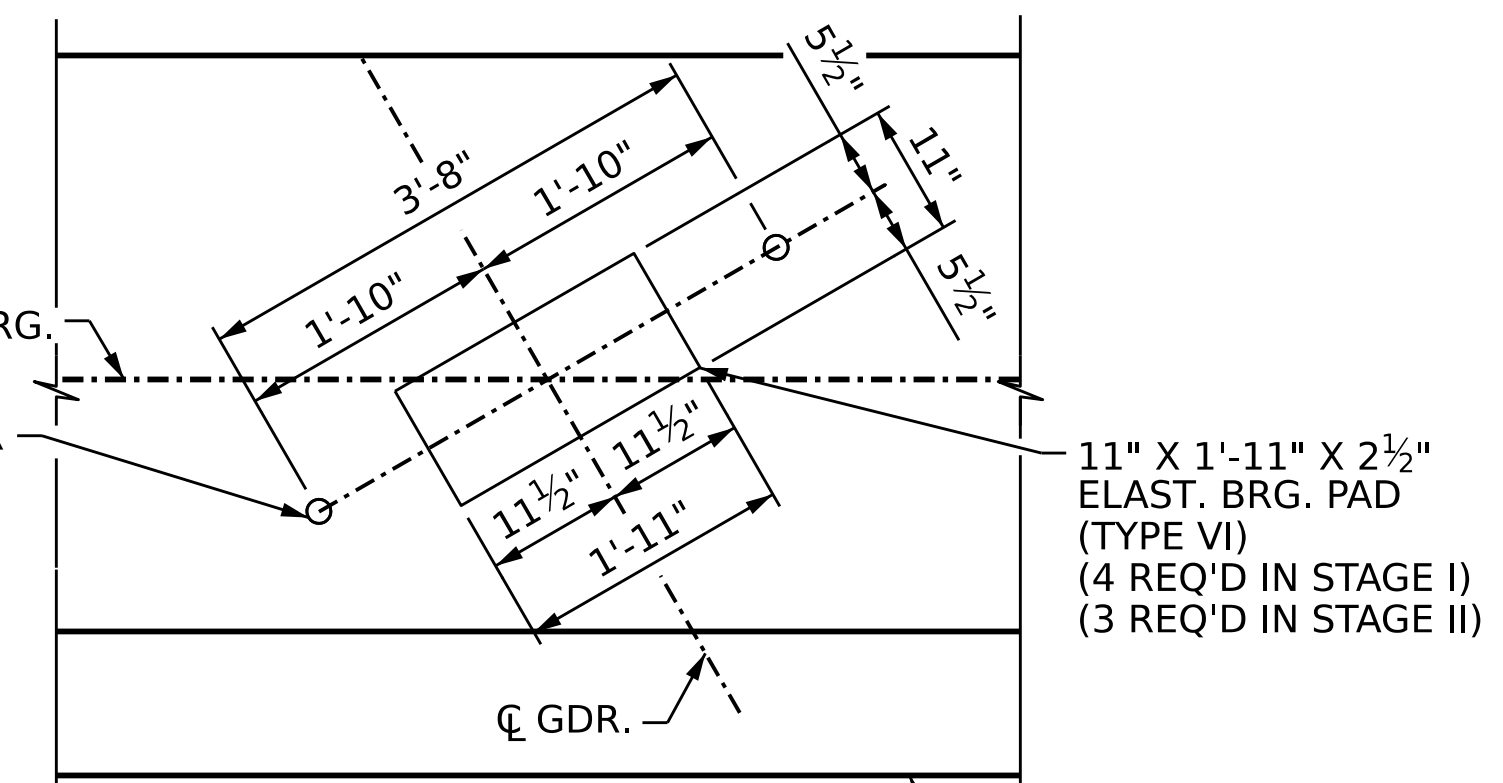 5½"
11"
3'-8"
1'-10"
1'-10"
5½"
RG.
11½"
11½"
1'-11"
11" X 1'-11" X 2½"
ELAST. BRG. PAD
(TYPE VI)
(4 REQ'D IN STAGE I)
(3 REQ'D IN STAGE II)
℄ GDR.